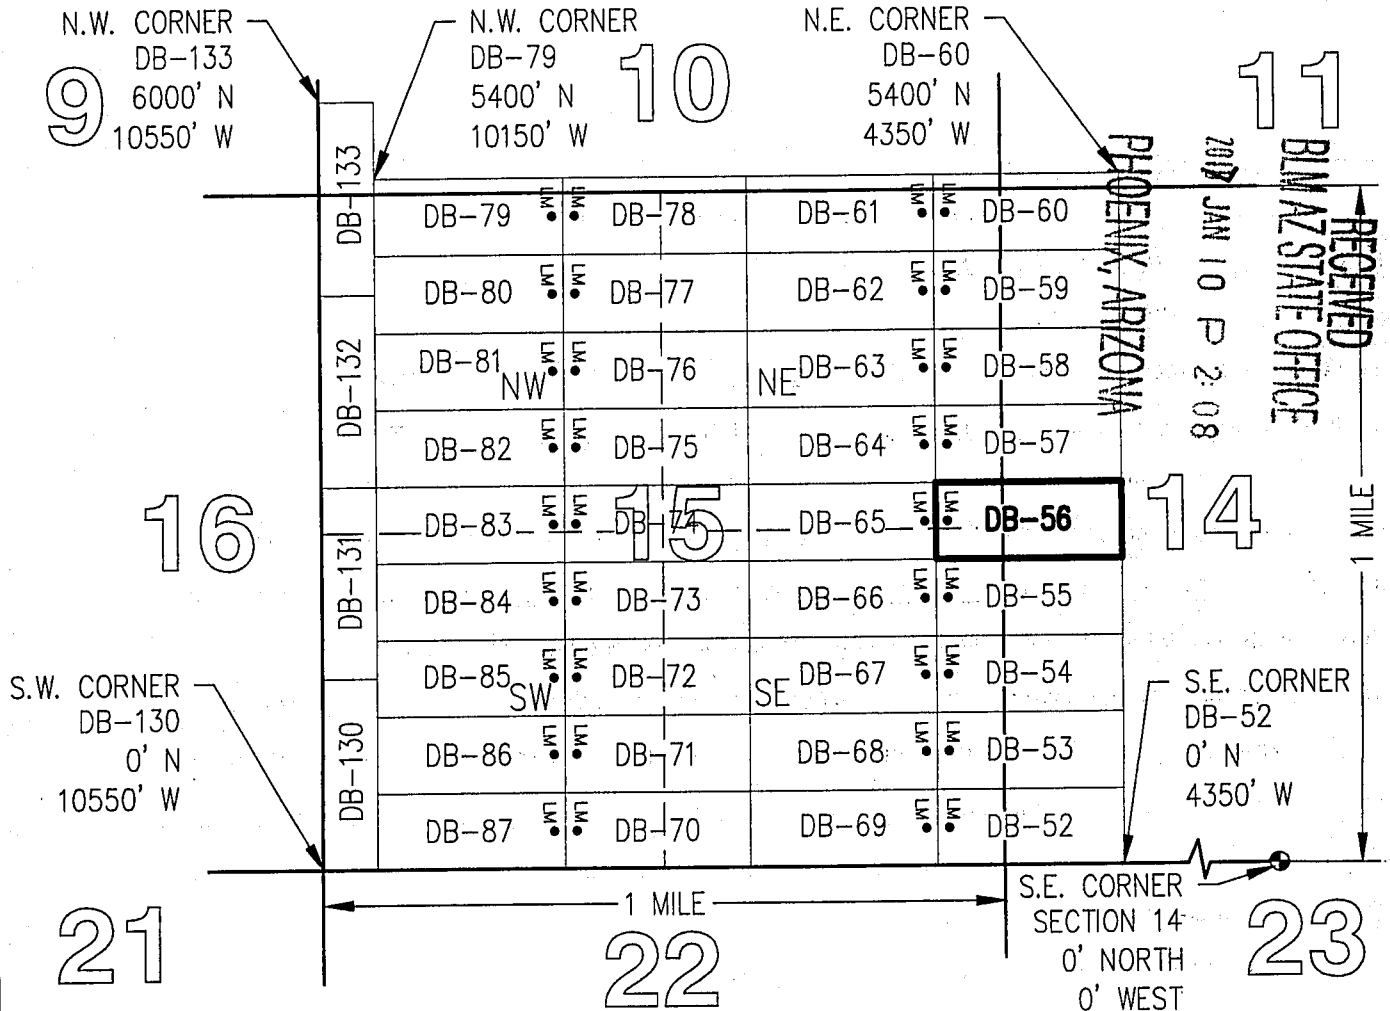 N.W. CORNER
DB-133
6000' N
10550' W
N.W. CORNER
DB-79
5400' N
10150' W
N.E. CORNER
DB-60
5400' N
4350' W
9
10
11
RECEIVED
BLM AZ STATE OFFICE
JAN 10 P 2:08
PHOENIX, ARIZONA
DB-133
DB-132
DB-131
DB-130
DB-79 LM LM DB-78 DB-61 LM LM DB-60
DB-80 LM LM DB-77 DB-62 LM LM DB-59
DB-81 LM LM DB-76 DB-63 LM LM DB-58
NW NE
DB-82 LM LM DB-75 DB-64 LM LM DB-57
DB-83 LM LM DB-74 DB-65 LM LM DB-56
16
15
14
DB-84 LM LM DB-73 DB-66 LM LM DB-55
DB-85 LM LM DB-72 DB-67 LM LM DB-54
SW SE
DB-86 LM LM DB-71 DB-68 LM LM DB-53
DB-87 LM LM DB-70 DB-69 LM LM DB-52
1 MILE
S.W. CORNER
DB-130
0' N
10550' W
S.E. CORNER
DB-52
0' N
4350' W
1 MILE
S.E. CORNER
SECTION 14
0' NORTH
0' WEST
21
22
23